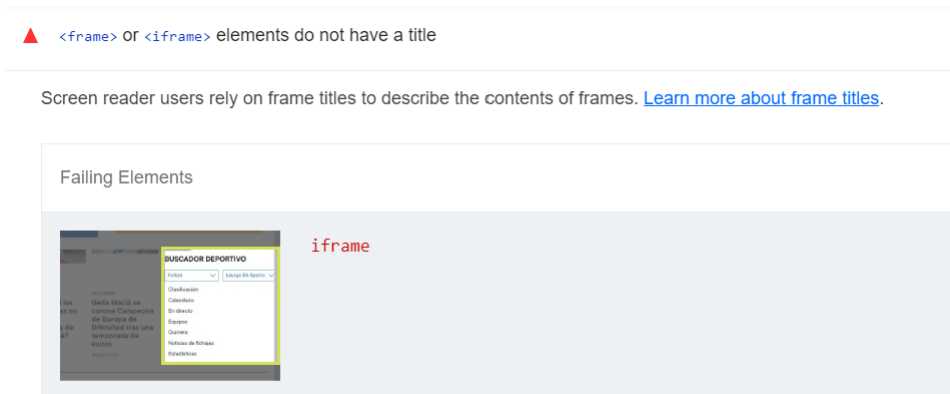 <frame> or <iframe> elements do not have a title
Screen reader users rely on frame titles to describe the contents of frames. Learn more about frame titles.
Failing Elements
iframe
BUSCADOR DEPORTIVO
Fútbol
LaLiga EA Sports
Clasificación
Calendario
En directo
Equipos
Quiniela
Noticias de fichajes
Estadísticas
Geila Macià se
corona Campeona
de Europa de
Dificultad tras una
temporada de
éxitos